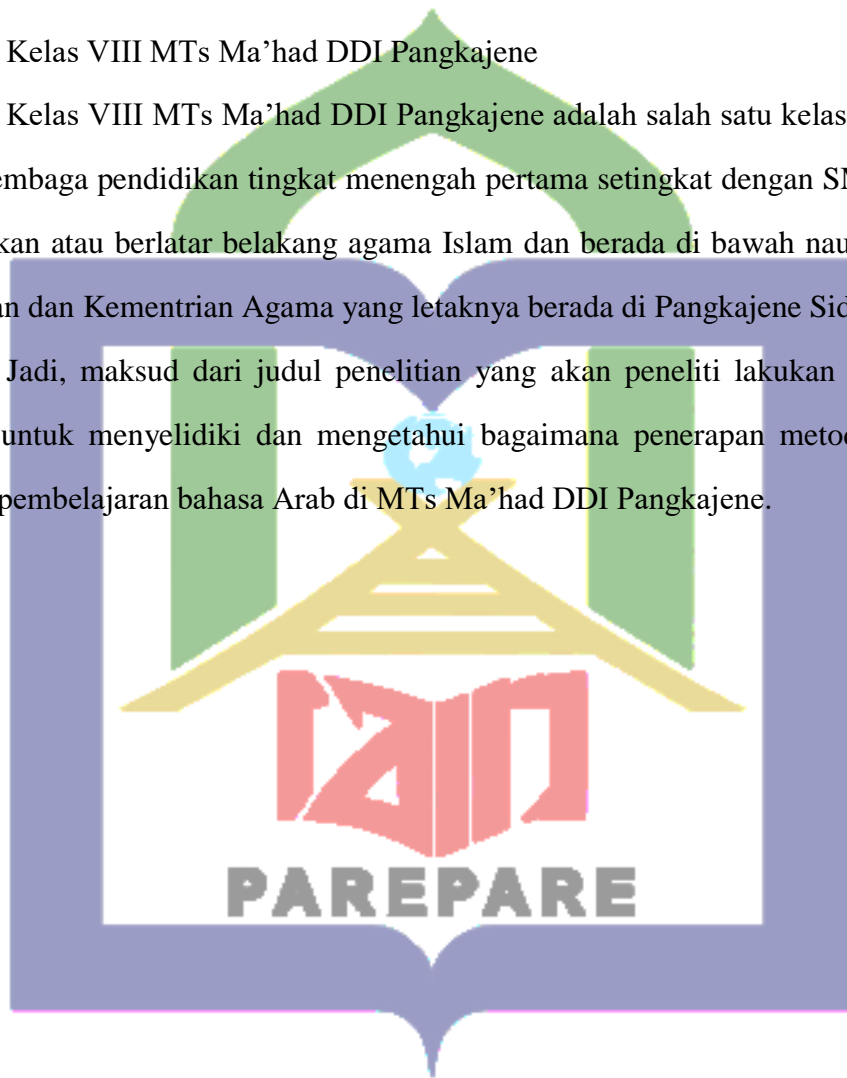 Kelas VIII MTs Ma’had DDI Pangkajene
Kelas VIII MTs Ma’had DDI Pangkajene adalah salah satu kelas
embaga pendidikan tingkat menengah pertama setingkat dengan SM
kan atau berlatar belakang agama Islam dan berada di bawah nau
an dan Kementrian Agama yang letaknya berada di Pangkajene Sid
Jadi, maksud dari judul penelitian yang akan peneliti lakukan
untuk menyelidiki dan mengetahui bagaimana penerapan metod
pembelajaran bahasa Arab di MTs Ma’had DDI Pangkajene.
iain
PAREPARE